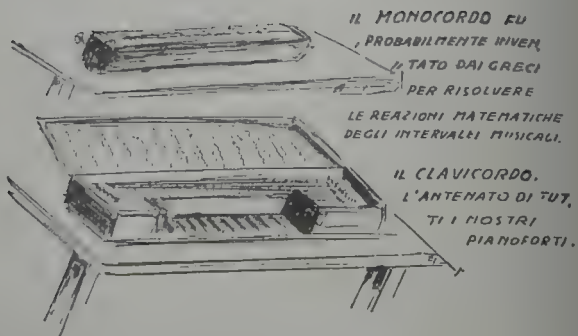 IL MONOCORDO FU
PROBABILMENTE INVEN,
TATO DAI GRECI
PER RISOLVERE
LE REAZIONI MATEMATICHE
DEGLI INTERVALLI MUSICALI.
IL CLAVICORDO.
L'ANTENATO DI TUT,
TI I NOSTRI
PIANOFORTI.